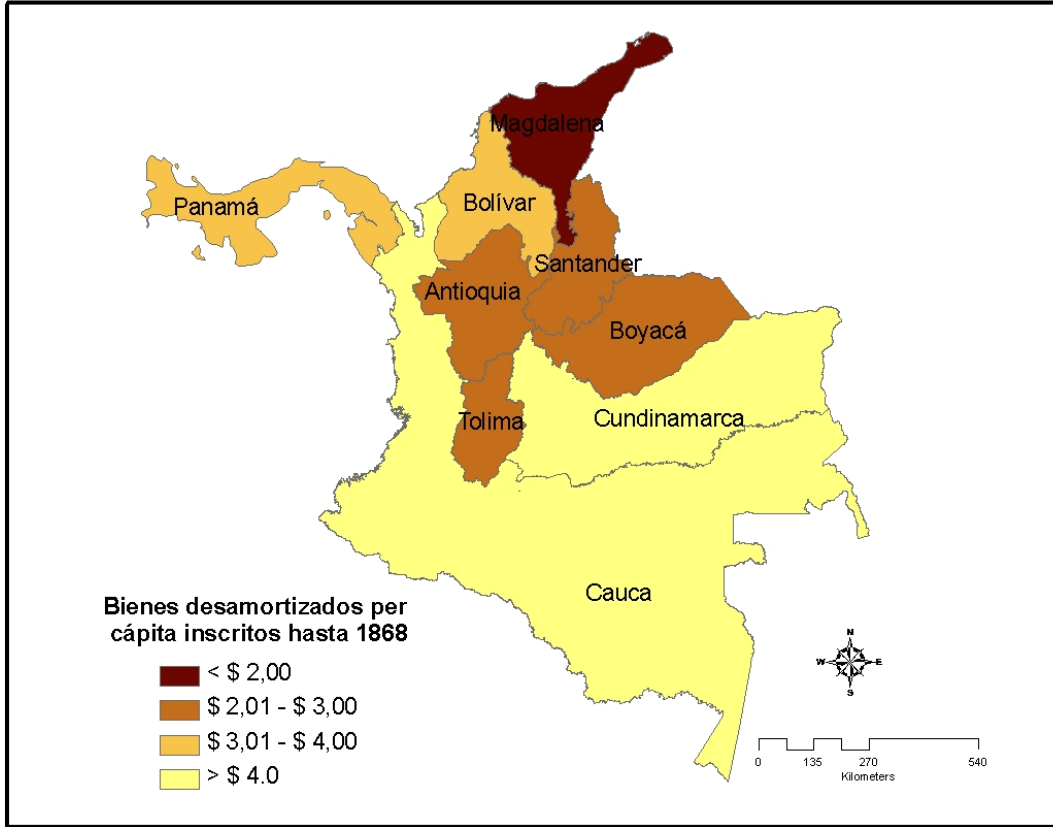 Magdalena
Panamá
Bolívar
Santander
Antioquia
Boyacá
Tolima
Cundinamarca
Cauca
Bienes desamortizados per
cápita inscritos hasta 1868
< $ 2,00
$ 2,01 - $ 3,00
$ 3,01 - $ 4,00
> $ 4.0
N
W E
S
0 135 270 540
Kilometers